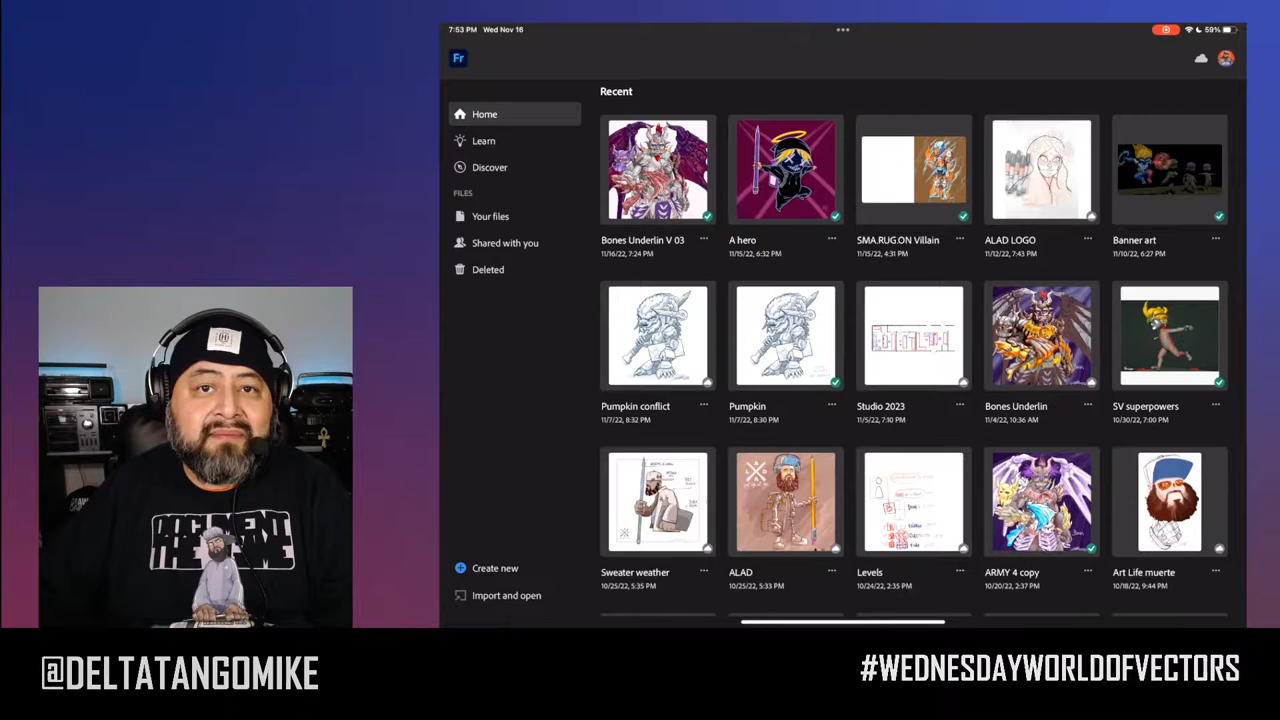 7:53 PM Wed Nov 16
59%
Fr
Home
Learn
Discover
FILES
Your files
Shared with you
Deleted
Create new
Import and open
Recent
Bones Underlin V 03
11/16/22, 7:24 PM
A hero
11/15/22, 6:32 PM
SMA.RUG.ON Villain
11/15/22, 4:31 PM
ALAD LOGO
11/12/22, 7:43 PM
Banner art
11/10/22, 6:27 PM
Pumpkin conflict
11/7/22, 8:32 PM
Pumpkin
11/7/22, 8:30 PM
Studio 2023
11/5/22, 7:10 PM
Bones Underlin
11/4/22, 10:36 AM
SV superpowers
10/30/22, 7:00 PM
Sweater weather
10/25/22, 5:35 PM
ALAD
10/25/22, 5:33 PM
Levels
10/24/22, 2:35 PM
ARMY 4 copy
10/20/22, 2:37 PM
Art Life muerte
10/18/22, 9:44 PM
DOCUMENT
@DELTATANGOMIKE
#WEDNESDAYWORLDOFVECTORS